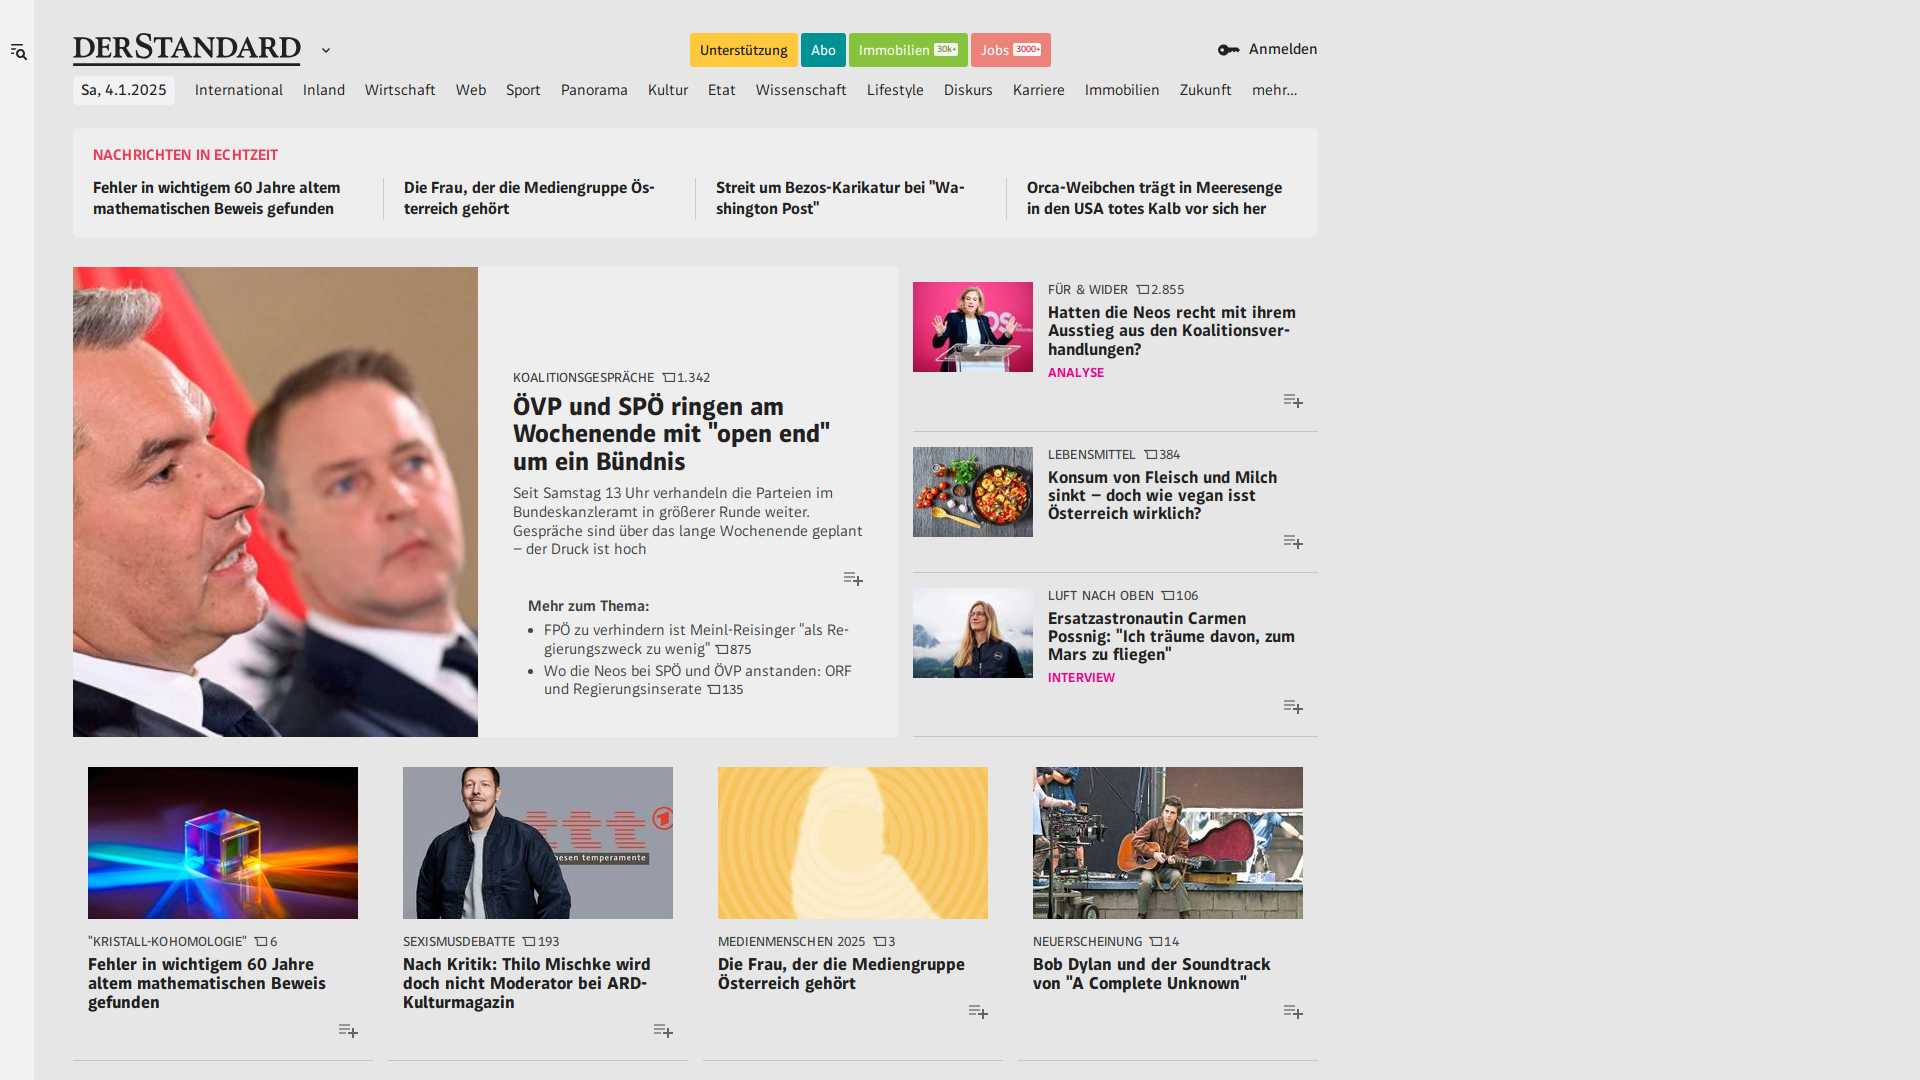 DERSTANDARD
Unterstützung
Abo
Immobilien 30k+
Jobs 3000+
Anmelden
Sa, 4.1.2025
International
Inland
Wirtschaft
Web
Sport
Panorama
Kultur
Etat
Wissenschaft
Lifestyle
Diskurs
Karriere
Immobilien
Zukunft
mehr...
NACHRICHTEN IN ECHTZEIT
Fehler in wichtigem 60 Jahre altem
mathematischen Beweis gefunden
Die Frau, der die Mediengruppe Ös-
terreich gehört
Streit um Bezos-Karikatur bei "Wa-
shington Post"
Orca-Weibchen trägt in Meeresenge
in den USA totes Kalb vor sich her
KOALITIONSGESPRÄCHE 1.342
ÖVP und SPÖ ringen am
Wochenende mit "open end"
um ein Bündnis
Seit Samstag 13 Uhr verhandeln die Parteien im
Bundeskanzleramt in größerer Runde weiter.
Gespräche sind über das lange Wochenende geplant
– der Druck ist hoch
Mehr zum Thema:
FPÖ zu verhindern ist Meinl-Reisinger "als Re-
gierungszweck zu wenig" 875
Wo die Neos bei SPÖ und ÖVP anstanden: ORF
und Regierungsinserate 135
FÜR & WIDER 2.855
Hatten die Neos recht mit ihrem
Ausstieg aus den Koalitionsver-
handlungen?
ANALYSE
LEBENSMITTEL 384
Konsum von Fleisch und Milch
sinkt – doch wie vegan isst
Österreich wirklich?
LUFT NACH OBEN 106
Ersatzastronautin Carmen
Possnig: "Ich träume davon, zum
Mars zu fliegen"
INTERVIEW
"KRISTALL-KOHOMOLOGIE" 6
Fehler in wichtigem 60 Jahre
altem mathematischen Beweis
gefunden
ttt
temperamente
SEXISMUSDEBATTE 193
Nach Kritik: Thilo Mischke wird
doch nicht Moderator bei ARD-
Kulturmagazin
MEDIENMENSCHEN 2025 3
Die Frau, der die Mediengruppe
Österreich gehört
NEUERSCHEINUNG 14
Bob Dylan und der Soundtrack
von "A Complete Unknown"